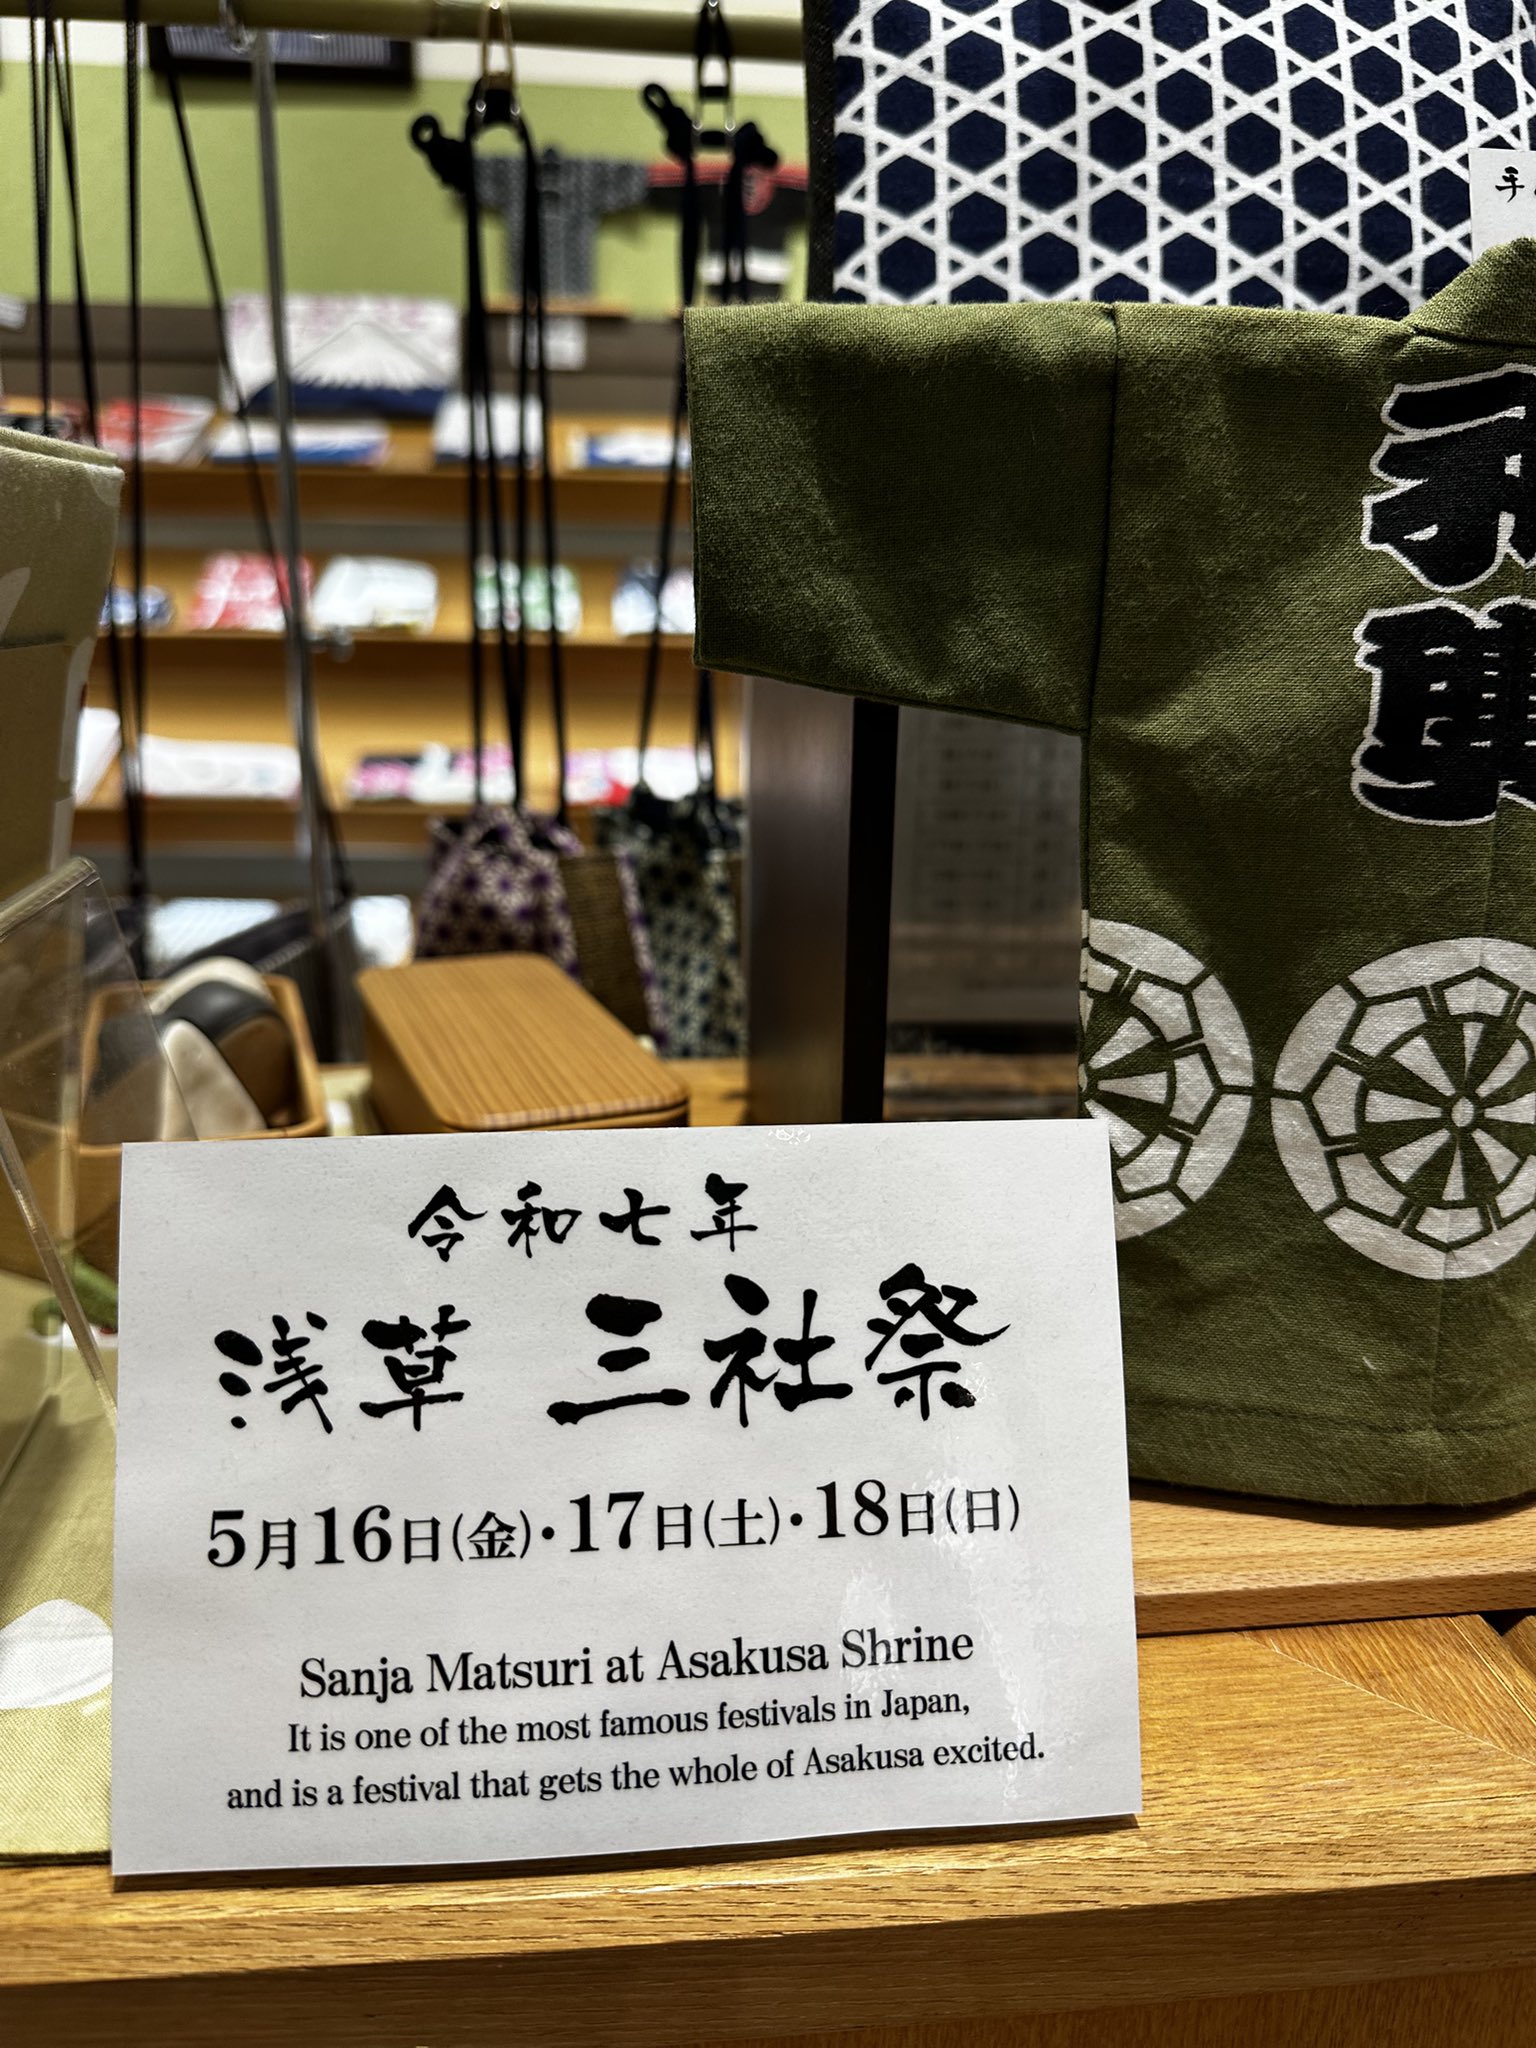 手
令和七年
浅草 三社祭
5月16日(金)・17日(土)・18日(日)
Sanja Matsuri at Asakusa Shrine
It is one of the most famous festivals in Japan,
and is a festival that gets the whole of Asakusa excited.